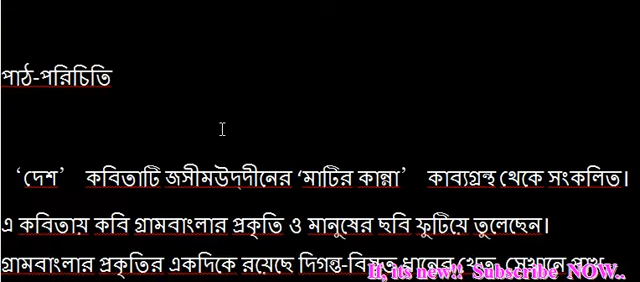 পাঠ-পরিচিতি
‘দেশ’ কবিতাটি জসীমউদ্‌দীনের ‘মাটির কান্না’ কাব্যগ্রন্থ থেকে সংকলিত।
এ কবিতায় কবি গ্রামবাংলার প্রকৃতি ও মানুষের ছবি ফুটিয়ে তুলেছেন।
গ্রামবাংলার প্রকৃতির একদিকে রয়েছে দিগন্ত-বিস্তৃত ধানের খেত, সেখানে
If, its new!! Subscribe NOW..